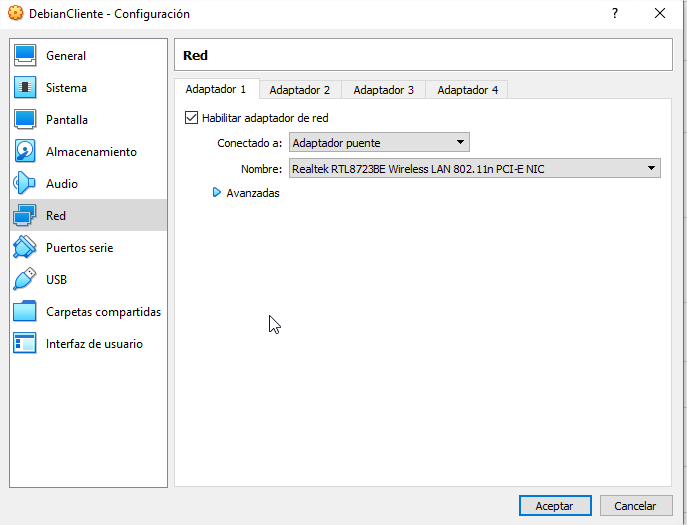 DebianCliente - Configuración
?
General
Sistema
Pantalla
Almacenamiento
Audio
Red
Puertos serie
USB
Carpetas compartidas
Interfaz de usuario
Red
Adaptador 1 Adaptador 2 Adaptador 3 Adaptador 4
Habilitar adaptador de red
Conectado a: Adaptador puente
Nombre: Realtek RTL8723BE Wireless LAN 802.11n PCI-E NIC
Avanzadas
Aceptar Cancelar